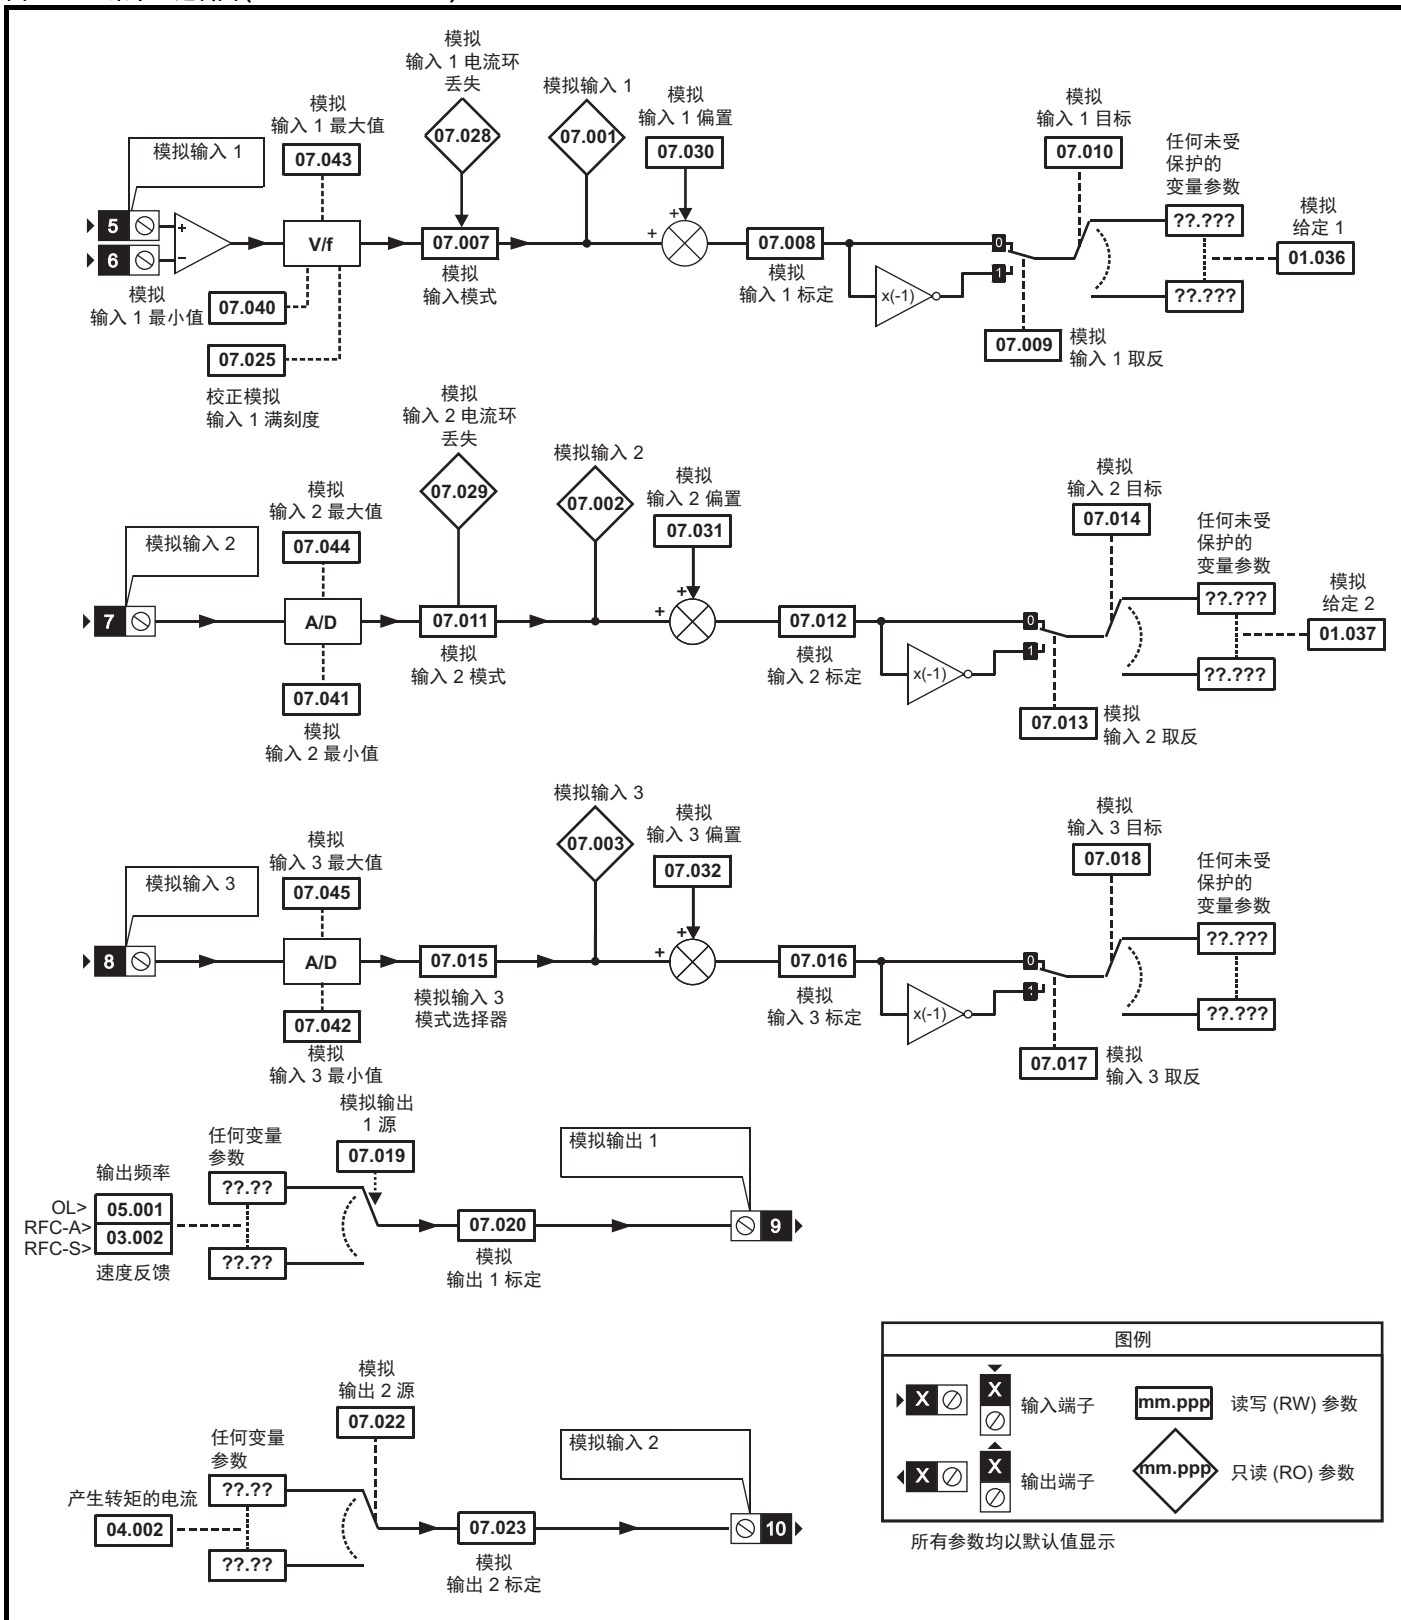 模拟
输入 1 电流环
丢失
模拟输入 1
模拟
输入 1 最大值
模拟
输入 1 偏置
模拟
输入 1 目标
任何未受
保护的
变量参数
模拟输入 1
07.043
07.028
07.001
07.030
07.010
??.???
模拟
给定 1
5
+
−
6
V/f
07.007
+
+
07.008
0
1
01.036
模拟
输入 1 最小值
07.040
模拟
输入模式
模拟
输入 1 标定
x(-1)
??.???
07.025
07.009
模拟
输入 1 取反
校正模拟
输入 1 满刻度
模拟
输入 2 电流环
丢失
模拟输入 2
模拟
输入 2 最大值
模拟
输入 2 偏置
模拟
输入 2 目标
任何未受
保护的
变量参数
模拟输入 2
07.044
07.029
07.002
07.031
07.014
??.???
模拟
给定 2
7
A/D
07.011
+
+
07.012
0
1
01.037
模拟
输入 2 模式
模拟
输入 2 标定
x(-1)
??.???
07.041
07.013
模拟
输入 2 取反
模拟
输入 2 最小值
模拟输入 3
模拟
输入 3 最大值
模拟
输入 3 偏置
模拟
输入 3 目标
任何未受
保护的
变量参数
模拟输入 3
07.045
07.003
07.032
07.018
??.???
8
A/D
07.015
+
+
07.016
0
1
模拟输入 3
模式选择器
模拟
输入 3 标定
x(-1)
??.???
07.042
07.017
模拟
输入 3 取反
模拟
输入 3 最小值
模拟输出
1 源
任何变量
参数
07.019
模拟输出 1
输出频率
??.??
OL>
05.001
RFC-A>
03.002
RFC-S>
07.020
9
速度反馈
??.??
模拟
输出 1 标定
模拟
输出 2 源
任何变量
参数
07.022
模拟输入 2
产生转矩的电流
??.??
04.002
07.023
10
??.??
模拟
输出 2 标定
图例
X
X
输入端子
mm.ppp
读写 (RW) 参数
X
X
输出端子
mm.ppp
只读 (RO) 参数
所有参数均以默认值显示